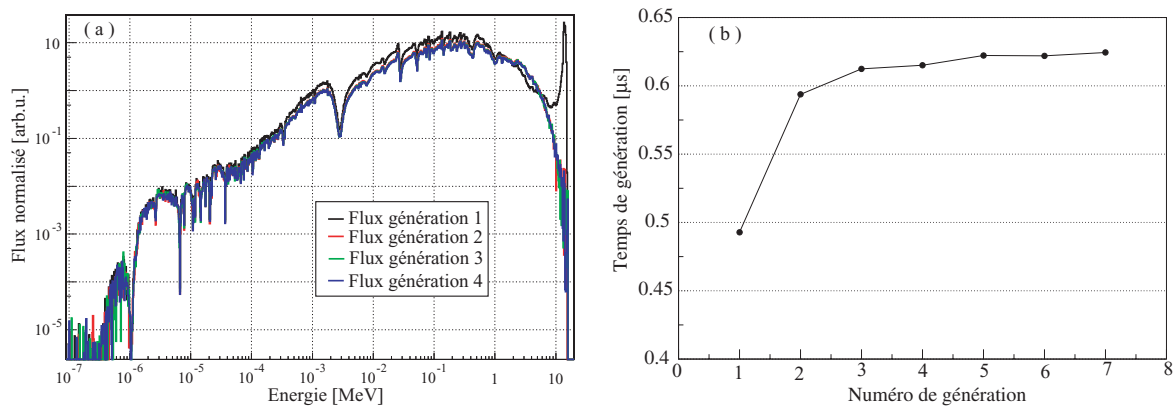 ( a )
10
10-1
10-3
10-5
Flux normalisé [arb.u.]
Flux génération 1
Flux génération 2
Flux génération 3
Flux génération 4
10-7 10-6 10-5 10-4 10-3 10-2 10-1 1 10
Energie [MeV]
( b )
0.65
0.6
0.55
0.5
0.45
0.4
Temps de génération [µs]
0 1 2 3 4 5 6 7 8
Numéro de génération